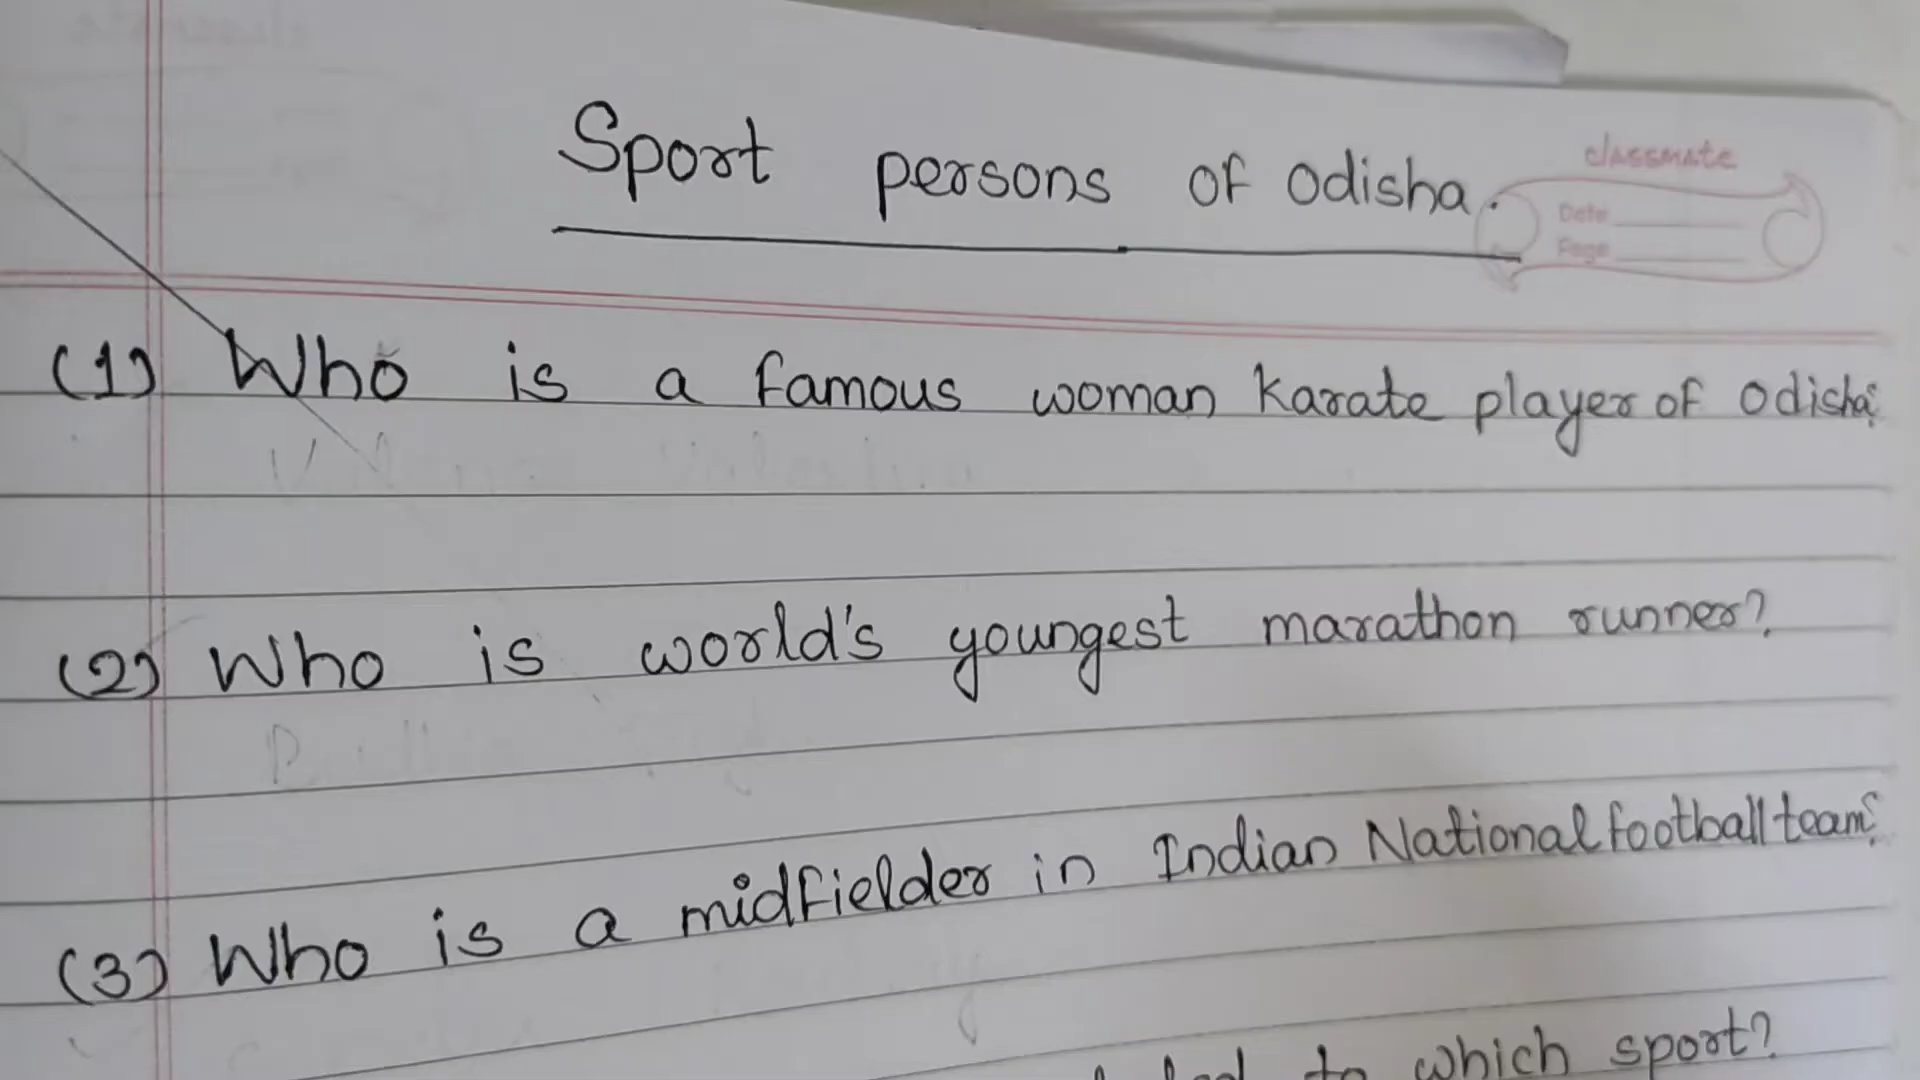 Sport persons of Odisha.
classmate
Date
Page
(1) Who is a famous woman karate player of Odisha?
(2) Who is world's youngest marathon runner?
(3) Who is a midfielder in Indian National football team?
to which sport?